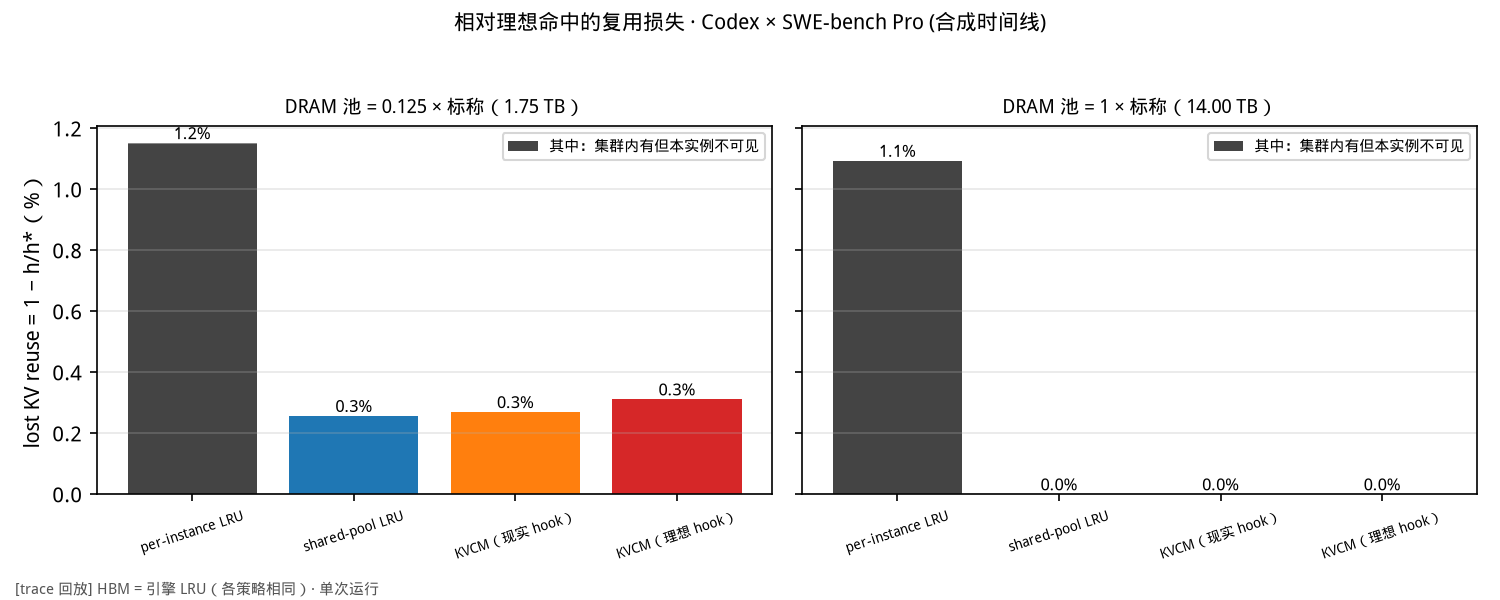 相对理想命中的复用损失 · Codex × SWE-bench Pro (合成时间线)
DRAM 池 = 0.125 × 标称（1.75 TB）
lost KV reuse = 1 − h/h*（%）
1.2
1.0
0.8
0.6
0.4
0.2
0.0
其中：集群内有但本实例不可见
1.2%
0.3%
0.3%
0.3%
per-instance LRU
shared-pool LRU
KVCM（现实 hook）
KVCM（理想 hook）
DRAM 池 = 1 × 标称（14.00 TB）
其中：集群内有但本实例不可见
1.1%
0.0%
0.0%
0.0%
per-instance LRU
shared-pool LRU
KVCM（现实 hook）
KVCM（理想 hook）
[trace 回放] HBM = 引擎 LRU（各策略相同）· 单次运行